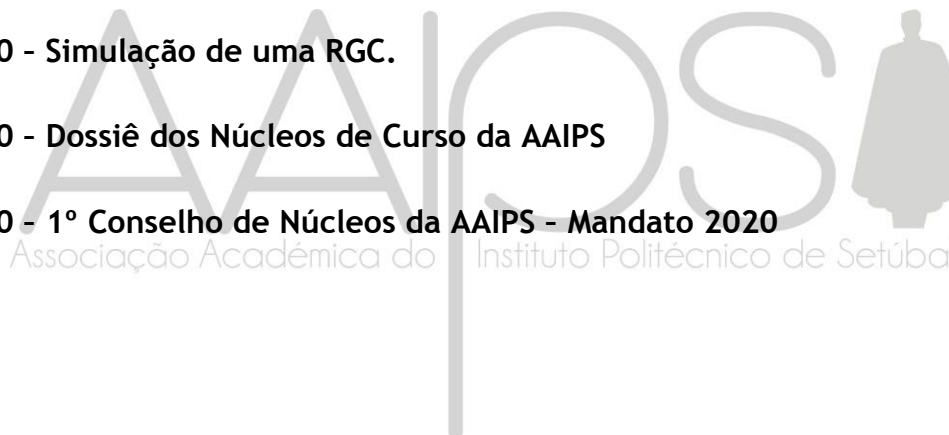 0 – Simulação de uma RGC.
0 – Dossiê dos Núcleos de Curso da AAIPS
0 – 1º Conselho de Núcleos da AAIPS – Mandato 2020
AAIPS
Associação Académica do Instituto Politécnico de Setúba